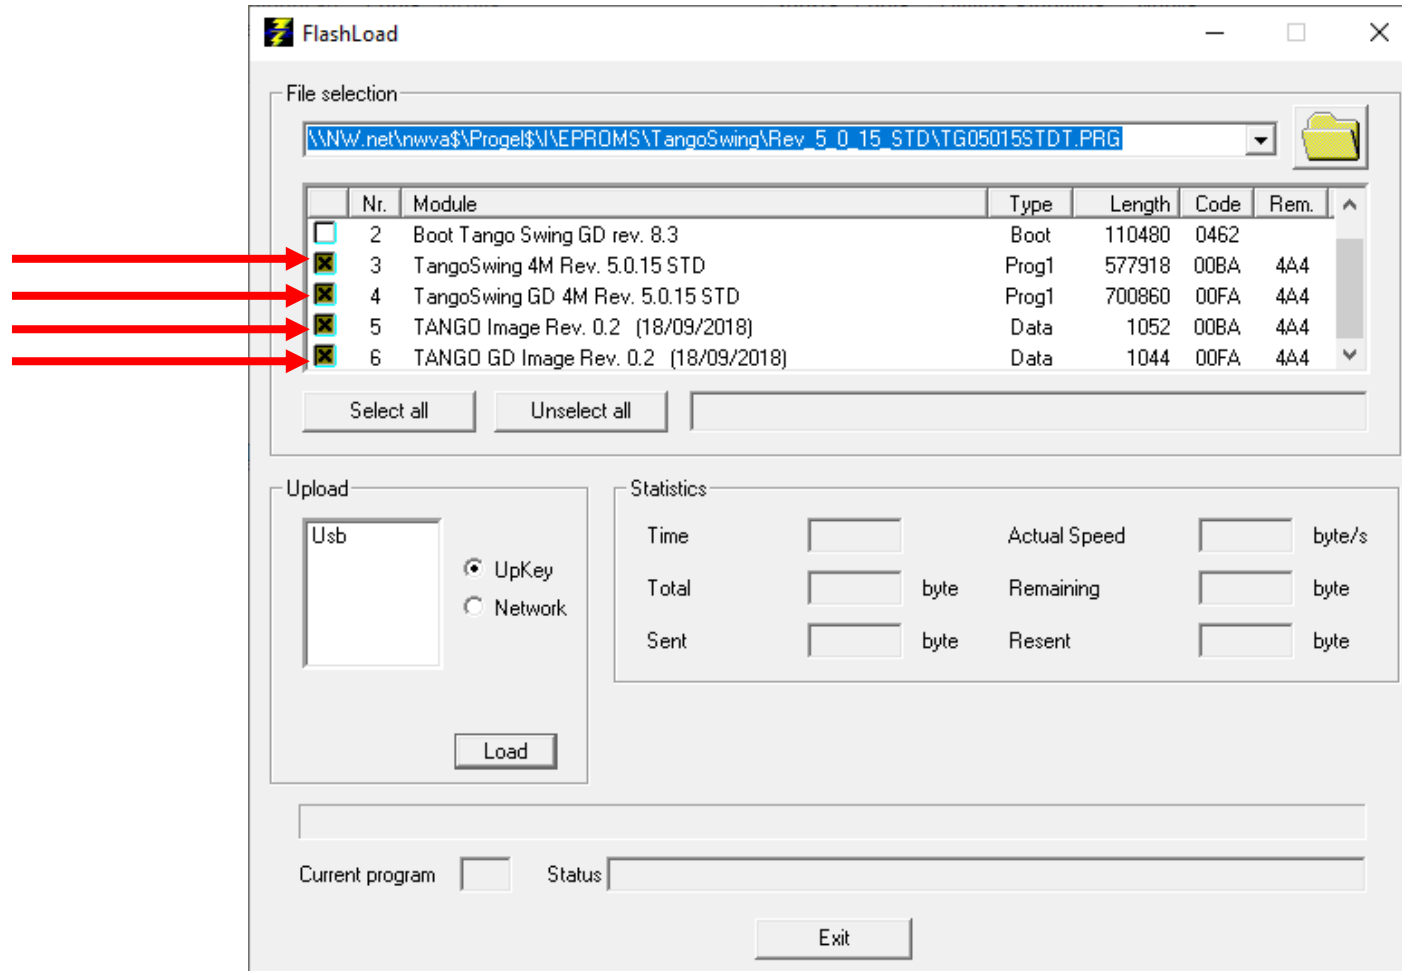 FlashLoad
File selection
\\NW.net\nwva$\Progel$\I\EPROMS\TangoSwing\Rev_5_0_15_STD\TG05015STDT.PRG
Nr. Module Type Length Code Rem.
2 Boot Tango Swing GD rev. 8.3 Boot 110480 0462
3 TangoSwing 4M Rev. 5.0.15 STD Prog1 577918 00BA 4A4
4 TangoSwing GD 4M Rev. 5.0.15 STD Prog1 700860 00FA 4A4
5 TANGO Image Rev. 0.2 (18/09/2018) Data 1052 00BA 4A4
6 TANGO GD Image Rev. 0.2 (18/09/2018) Data 1044 00FA 4A4
Select all Unselect all
Upload
Usb
UpKey
Network
Load
Statistics
Time Actual Speed byte/s
Total byte Remaining byte
Sent byte Resent byte
Current program Status
Exit